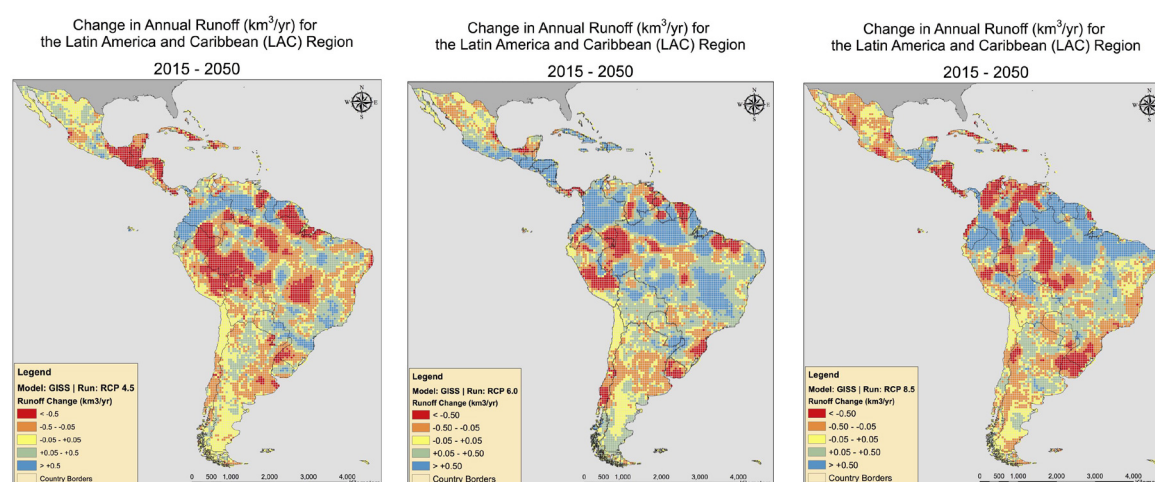 Change in Annual Runoff (km³/yr) for
the Latin America and Caribbean (LAC) Region
2015 - 2050
N
W E
S
Legend
Model: GISS | Run: RCP 4.5
Runoff Change (km3/yr)
< -0.5
-0.5 - -0.05
-0.05 - +0.05
+0.05 - +0.5
> +0.5
Country Borders
0 500 1,000 2,000 3,000 4,000
Change in Annual Runoff (km³/yr) for
the Latin America and Caribbean (LAC) Region
2015 - 2050
N
W E
S
Legend
Model: GISS | Run: RCP 6.0
Runoff Change (km3/yr)
< -0.50
-0.50 - -0.05
-0.05 - +0.05
+0.05 - +0.50
> +0.50
Country Borders
0 500 1,000 2,000 3,000 4,000
Change in Annual Runoff (km³/yr) for
the Latin America and Caribbean (LAC) Region
2015 - 2050
N
W E
S
Legend
Model: GISS | Run: RCP 8.5
Runoff Change (km3/yr)
< -0.50
-0.50 - -0.05
-0.05 - +0.05
+0.05 - +0.50
> +0.50
Country Borders
0 500 1,000 2,000 3,000 4,000